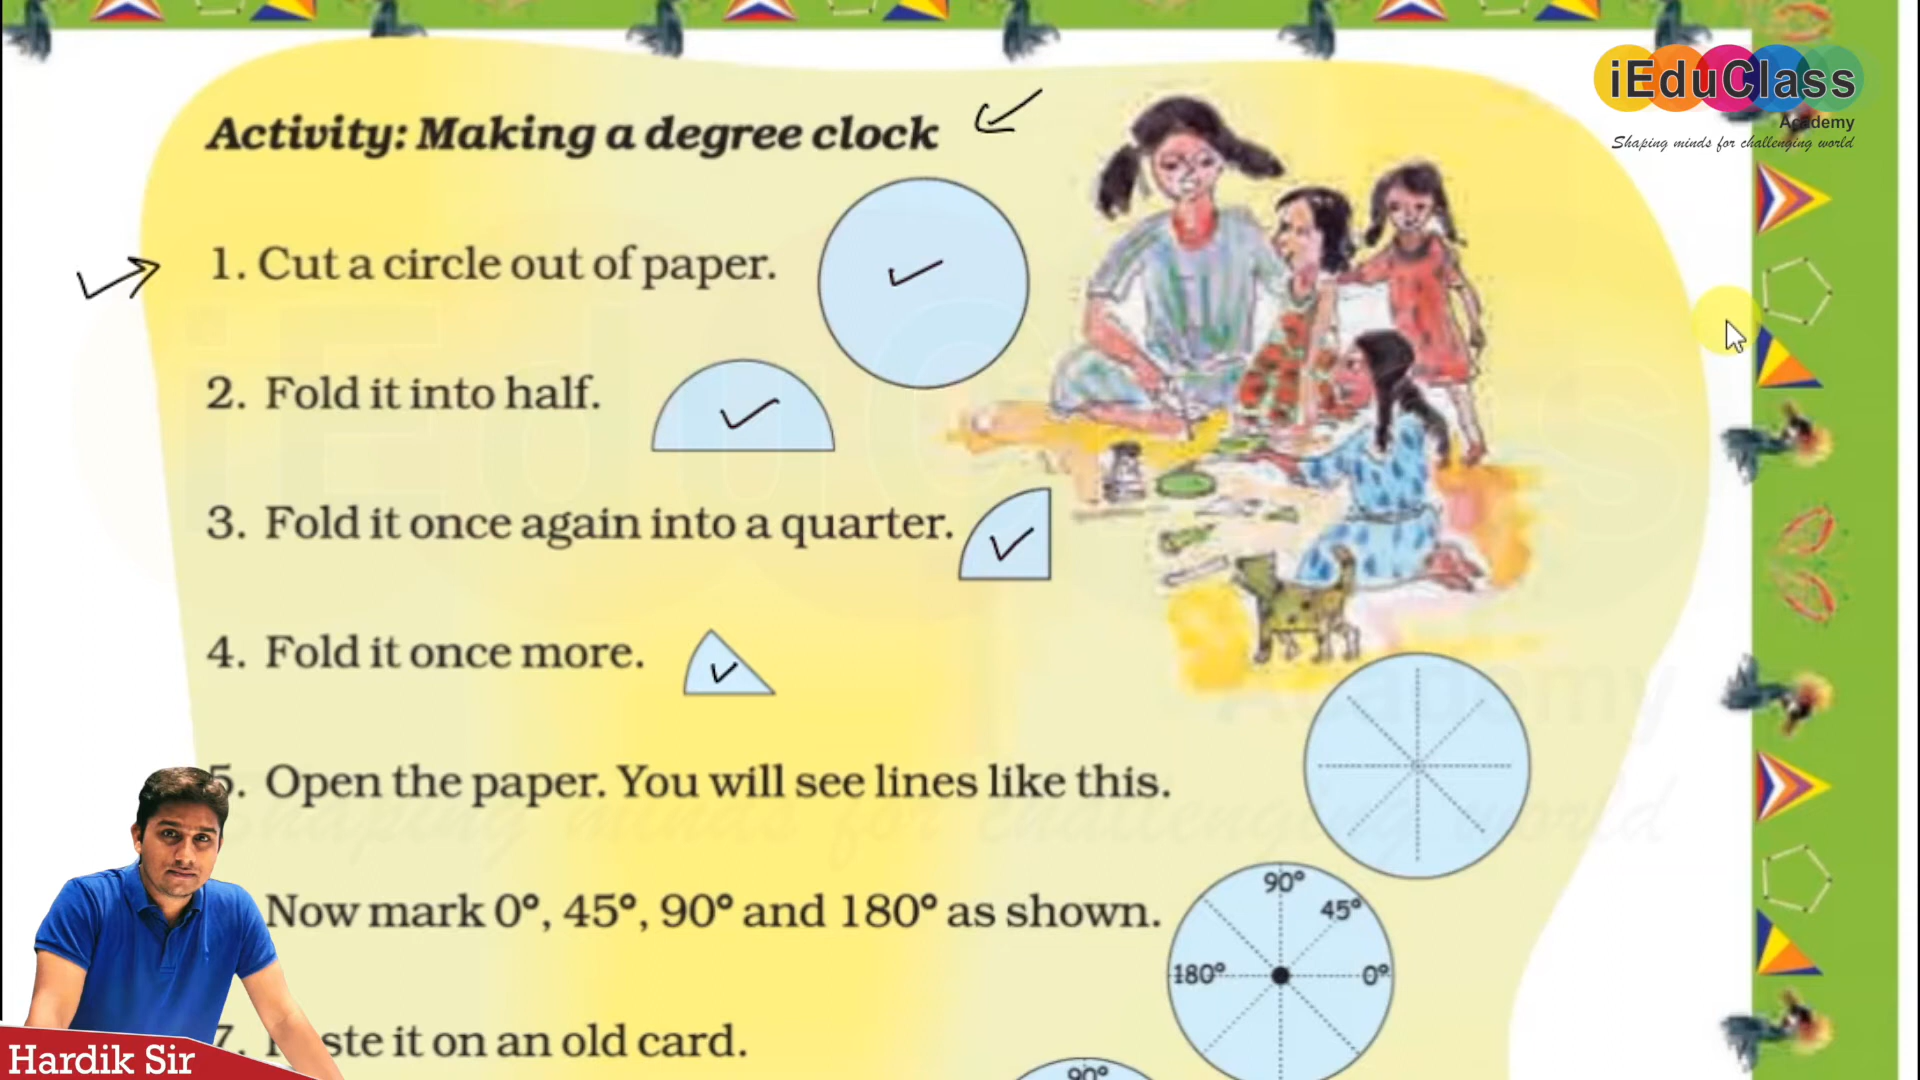 iEduClass
Academy
Shaping minds for challenging world
Activity: Making a degree clock
1. Cut a circle out of paper.
2. Fold it into half.
3. Fold it once again into a quarter.
4. Fold it once more.
5. Open the paper. You will see lines like this.
Now mark 0°, 45°, 90° and 180° as shown.
90°
45°
180°
0°
7. ste it on an old card.
90°
Hardik Sir